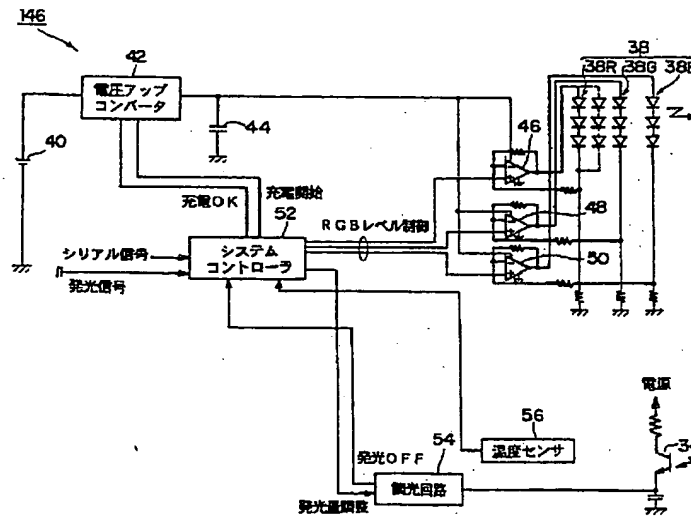 146
42
電圧アップ
コンバータ
40
44
充電OK
充電開始
52
RGBレベル制御
シリアル信号
発光信号
システム
コントローラ
46
48
50
38
38R
38G
電源
56
温度センサ
54
発光OFF
調光回路
発光量調整